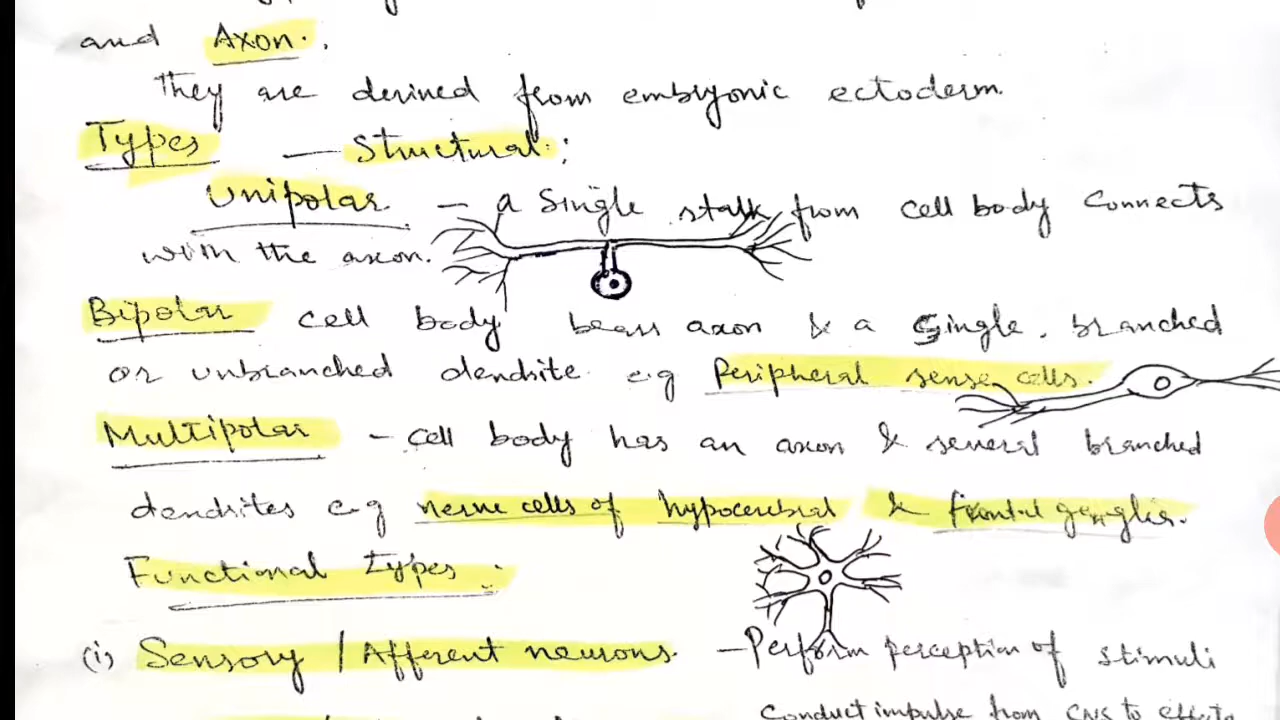 and Axon.
They are derived from embryonic ectoderm.
Types — Structural:
Unipolar — a Single stalk from cell body connects
with the axon.
Bipolar cell body bears axon & a Single, branched
or unbranched dendrite e.g Peripheral sense cells.
Multipolar - cell body has an axon & several branched
dendrites e.g nerve cells of hypocerebral & frontal ganglia.
Functional Types:
(i) Sensory / Afferent neurons. — Perform perception of stimuli
Conduct impulse from CNS to